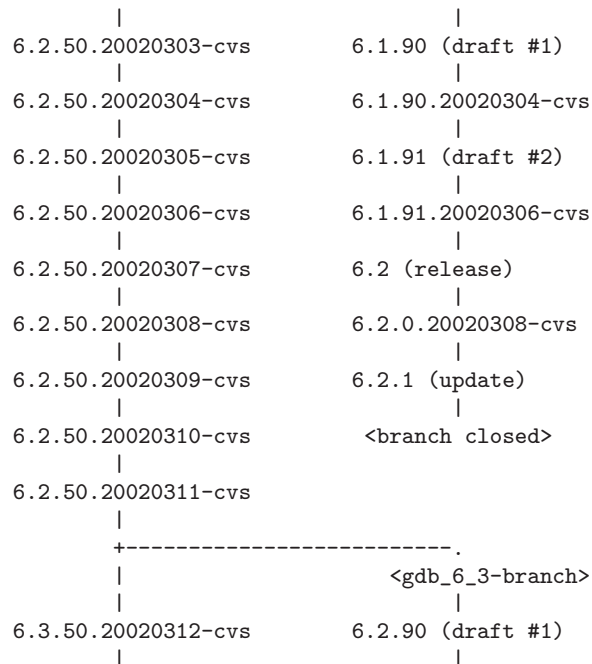 |                          |
6.2.50.20020303-cvs        6.1.90 (draft #1)
        |                          |
6.2.50.20020304-cvs        6.1.90.20020304-cvs
        |                          |
6.2.50.20020305-cvs        6.1.91 (draft #2)
        |                          |
6.2.50.20020306-cvs        6.1.91.20020306-cvs
        |                          |
6.2.50.20020307-cvs        6.2 (release)
        |                          |
6.2.50.20020308-cvs        6.2.0.20020308-cvs
        |                          |
6.2.50.20020309-cvs        6.2.1 (update)
        |                          |
6.2.50.20020310-cvs         <branch closed>
        |
6.2.50.20020311-cvs
        |
        +--------------------------.
        |                     <gdb_6_3-branch>
        |                          |
6.3.50.20020312-cvs        6.2.90 (draft #1)
        |                          |